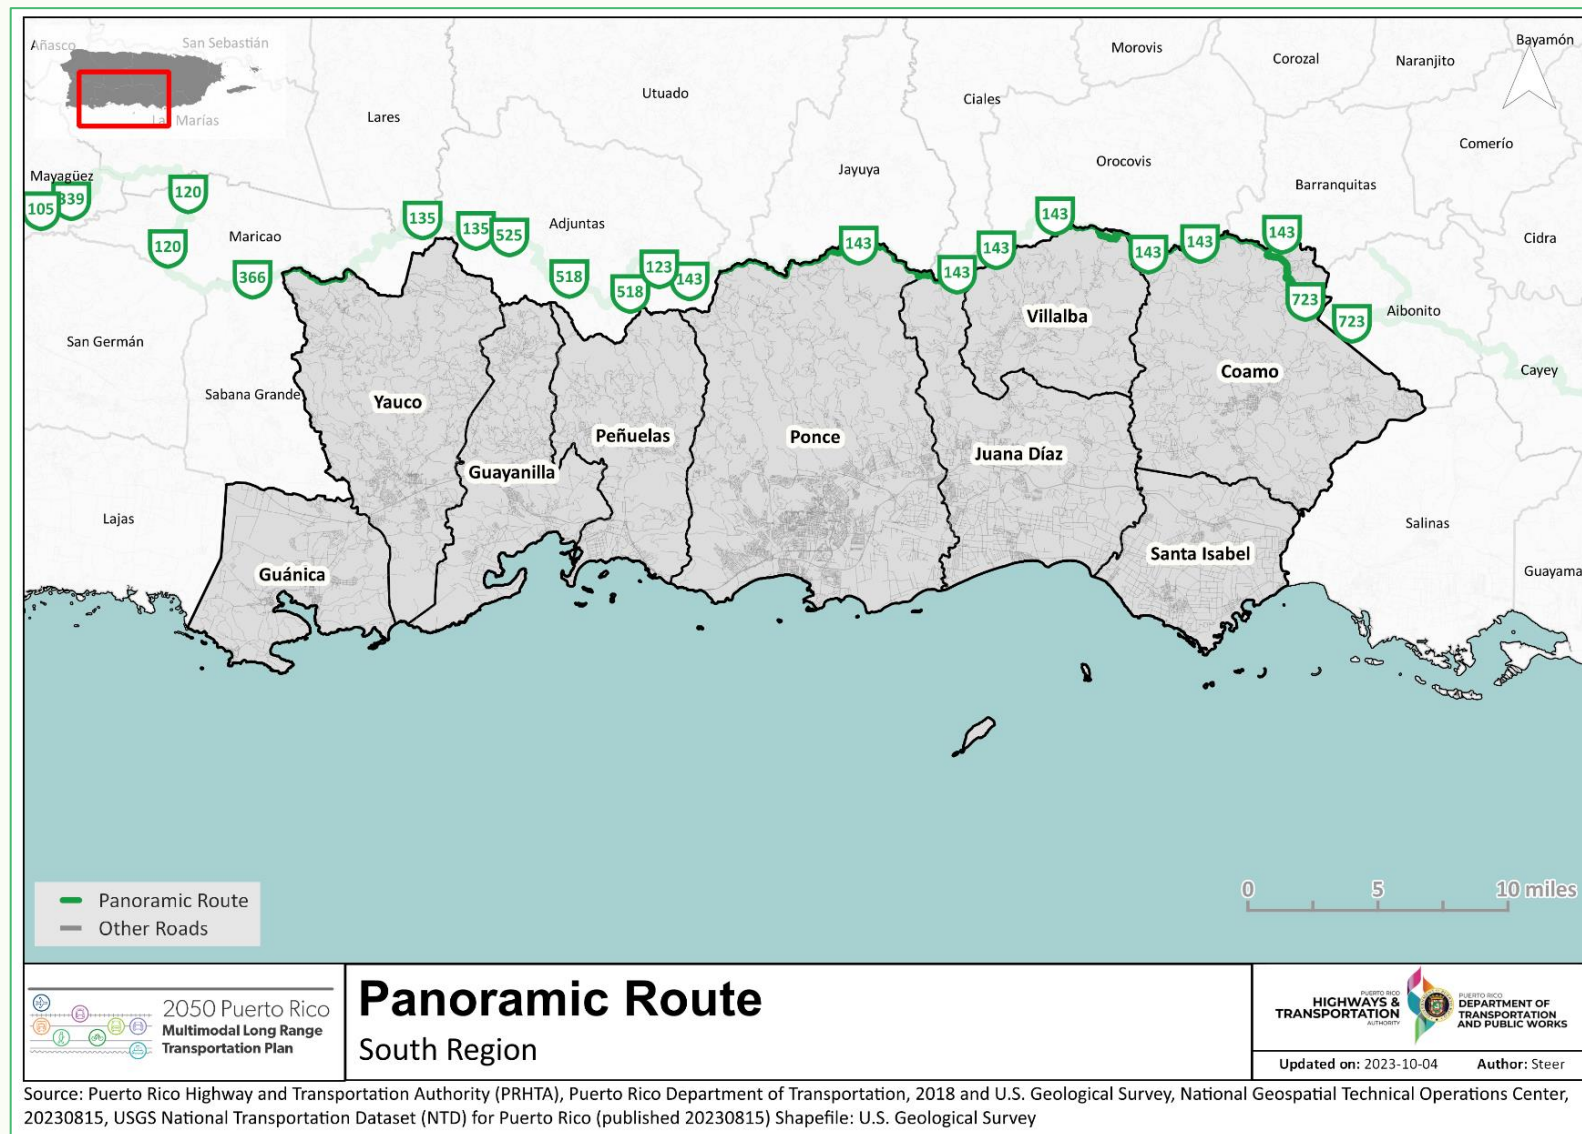 Añasco
San Sebastián
Las Marías
Lares
Utuado
Morovis
Ciales
Corozal
Naranjito
Bayamón
Comerío
Mayagüez
Jayuya
Orocovis
Barranquitas
105
339
120
120
Maricao
366
135
135
525
Adjuntas
518
518
123
143
143
143
143
143
143
143
143
723
723
Cidra
Aibonito
Cayey
San Germán
Sabana Grande
Villalba
Coamo
Yauco
Peñuelas
Ponce
Juana Díaz
Guayanilla
Lajas
Guánica
Santa Isabel
Salinas
Guayama
0 5 10 miles
Panoramic Route
Other Roads
2050 Puerto Rico
Multimodal Long Range
Transportation Plan
Panoramic Route
South Region
PUERTO RICO
HIGHWAYS &
TRANSPORTATION
AUTHORITY
PUERTO RICO
DEPARTMENT OF
TRANSPORTATION
AND PUBLIC WORKS
Updated on: 2023-10-04 Author: Steer
Source: Puerto Rico Highway and Transportation Authority (PRHTA), Puerto Rico Department of Transportation, 2018 and U.S. Geological Survey, National Geospatial Technical Operations Center,
20230815, USGS National Transportation Dataset (NTD) for Puerto Rico (published 20230815) Shapefile: U.S. Geological Survey